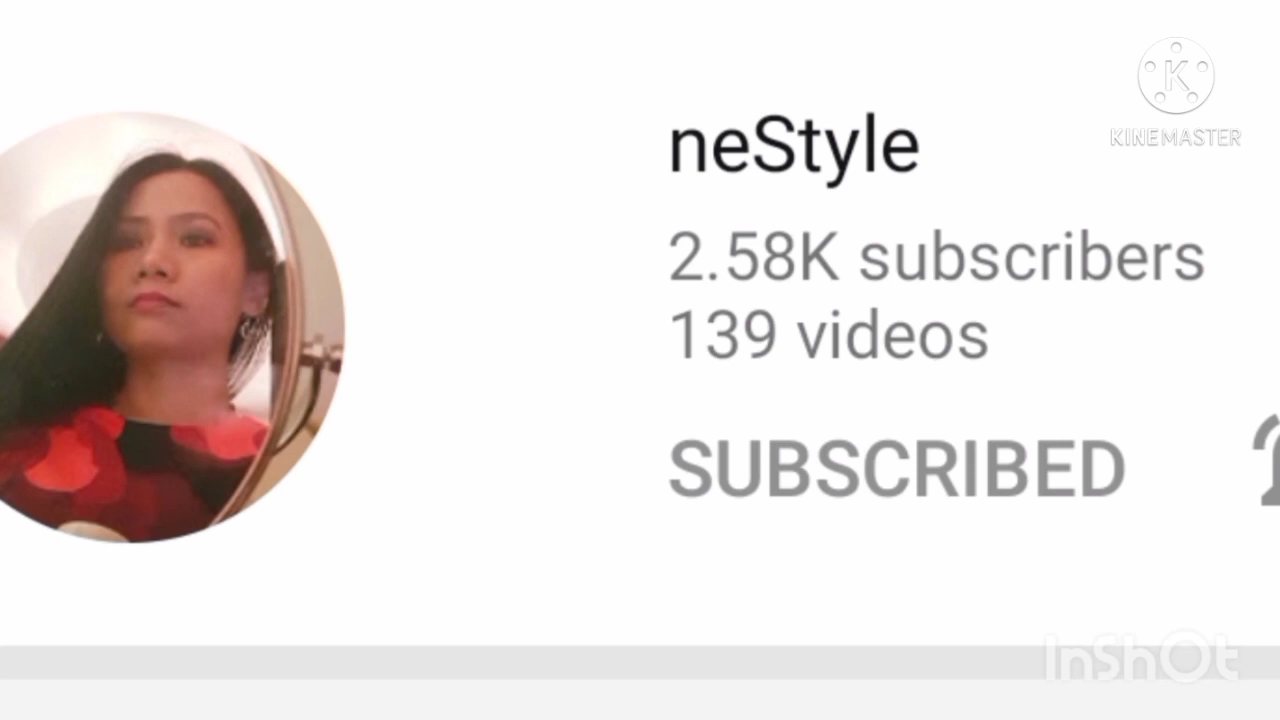 neStyle
2.58K subscribers
139 videos
SUBSCRIBED
K
KINEMASTER
InShOt